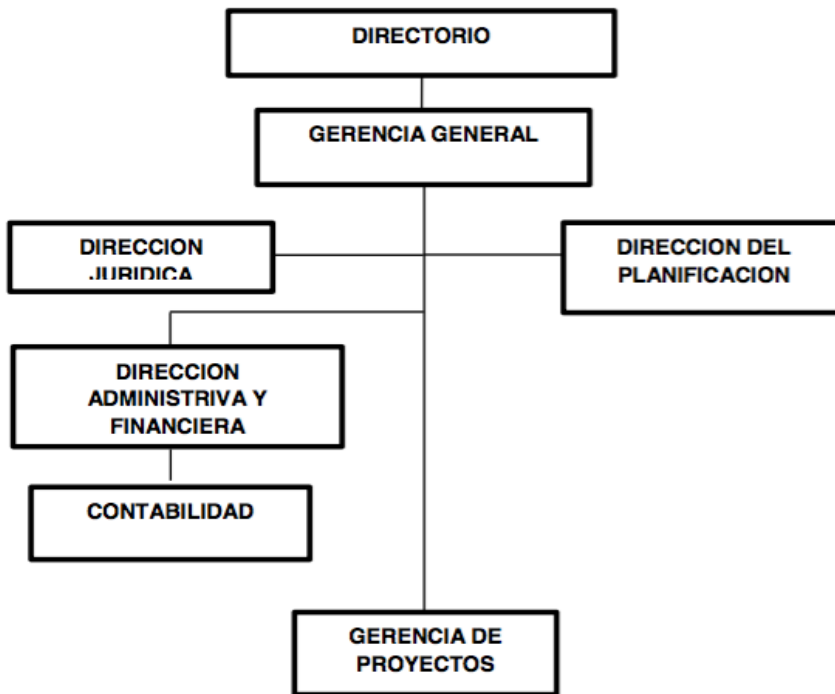 DIRECTORIO
GERENCIA GENERAL
DIRECCION
JURIDICA
DIRECCION DEL
PLANIFICACION
DIRECCION
ADMINISTRIVA Y
FINANCIERA
CONTABILIDAD
GERENCIA DE
PROYECTOS